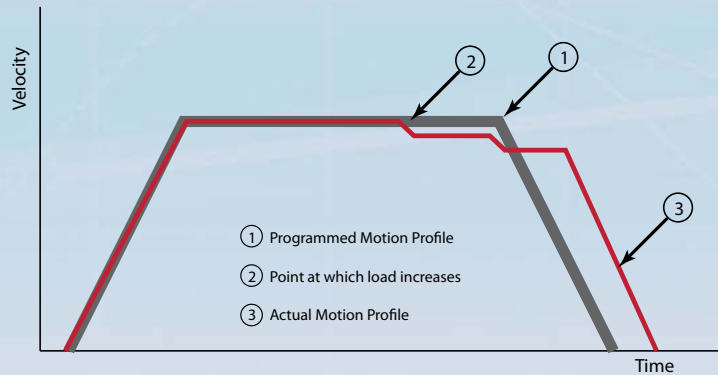 Velocity
2
1
3
1 Programmed Motion Profile
2 Point at which load increases
3 Actual Motion Profile
Time